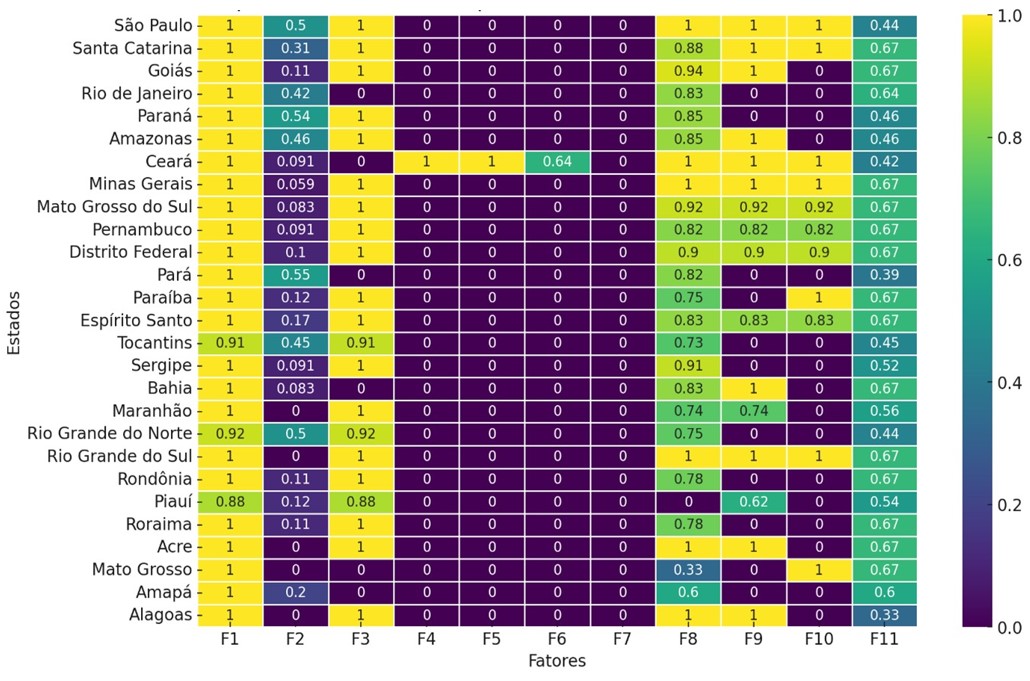 São Paulo 1 0.5 1 0 0 0 0 1 1 1 0.44
Santa Catarina 1 0.31 1 0 0 0 0 0.88 1 1 0.67
Goiás 1 0.11 1 0 0 0 0 0.94 1 0 0.67
Rio de Janeiro 1 0.42 0 0 0 0 0 0.83 0 0 0.64
Paraná 1 0.54 1 0 0 0 0 0.85 0 0 0.46
Amazonas 1 0.46 1 0 0 0 0 0.85 1 0 0.46
Ceará 1 0.091 0 1 1 0.64 0 1 1 1 0.42
Minas Gerais 1 0.059 1 0 0 0 0 1 1 1 0.67
Mato Grosso do Sul 1 0.083 1 0 0 0 0 0.92 0.92 0.92 0.67
Pernambuco 1 0.091 1 0 0 0 0 0.82 0.82 0.82 0.67
Distrito Federal 1 0.1 1 0 0 0 0 0.9 0.9 0.9 0.67
Pará 1 0.55 0 0 0 0 0 0.82 0 0 0.39
Paraíba 1 0.12 1 0 0 0 0 0.75 0 1 0.67
Espírito Santo 1 0.17 1 0 0 0 0 0.83 0.83 0.83 0.67
Tocantins 0.91 0.45 0.91 0 0 0 0 0.73 0 0 0.45
Sergipe 1 0.091 1 0 0 0 0 0.91 0 0 0.52
Bahia 1 0.083 0 0 0 0 0 0.83 1 0 0.67
Maranhão 1 0 1 0 0 0 0 0.74 0.74 0 0.56
Rio Grande do Norte 0.92 0.5 0.92 0 0 0 0 0.75 0 0 0.44
Rio Grande do Sul 1 0 1 0 0 0 0 1 1 1 0.67
Rondônia 1 0.11 1 0 0 0 0 0.78 0 0 0.67
Piauí 0.88 0.12 0.88 0 0 0 0 0 0.62 0 0.54
Roraima 1 0.11 1 0 0 0 0 0.78 0 0 0.67
Acre 1 0 1 0 0 0 0 1 1 0 0.67
Mato Grosso 1 0 0 0 0 0 0 0.33 0 1 0.67
Amapá 1 0.2 0 0 0 0 0 0.6 0 0 0.6
Alagoas 1 0 1 0 0 0 0 1 1 0 0.33
F1 F2 F3 F4 F5 F6 F7 F8 F9 F10 F11
Fatores
Estados
1.0
0.8
0.6
0.4
0.2
0.0